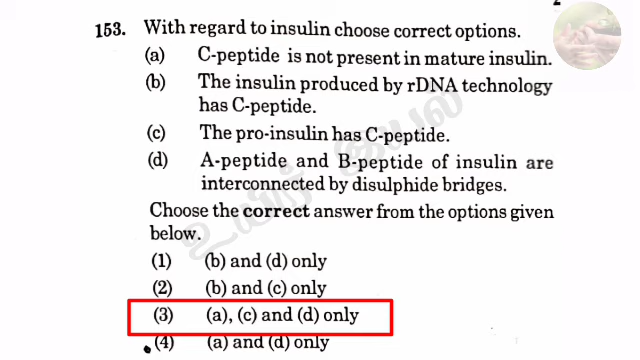 153. With regard to insulin choose correct options.
(a) C-peptide is not present in mature insulin.
(b) The insulin produced by rDNA technology
has C-peptide.
(c) The pro-insulin has C-peptide.
(d) A-peptide and B-peptide of insulin are
interconnected by disulphide bridges.
Choose the correct answer from the options given
below.
(1) (b) and (d) only
(2) (b) and (c) only
(3) (a), (c) and (d) only
(4) (a) and (d) only
உயிர் துடிப்பு